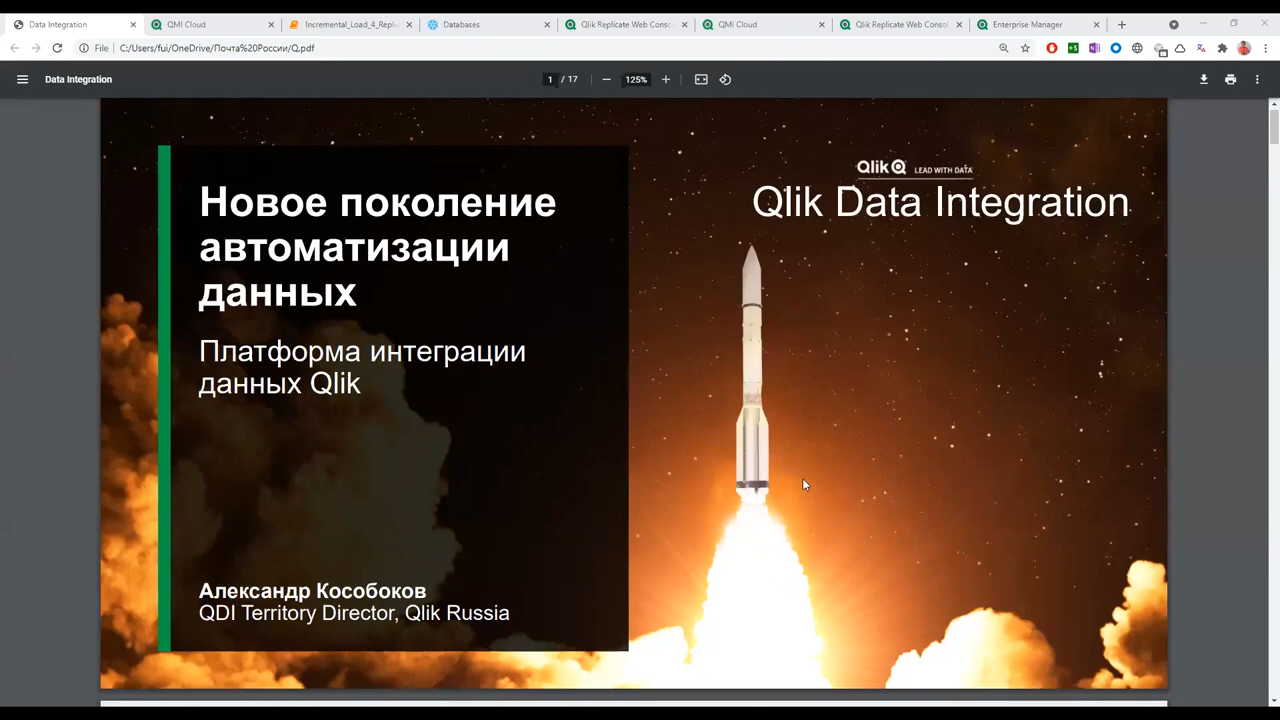 Data Integration
QMI Cloud
!Incremental_Load_4_Repli
Databases
Qlik Replicate Web Conso
QMI Cloud
Qlik Replicate Web Consol
Enterprise Manager
File
C:/Users/fui/OneDrive/Почта%20России/Q.pdf
Data Integration
1 / 17
125%
Qlik LEAD WITH DATA
Qlik Data Integration
Новое поколение
автоматизации
данных
Платформа интеграции
данных Qlik
Александр Кособоков
QDI Territory Director, Qlik Russia